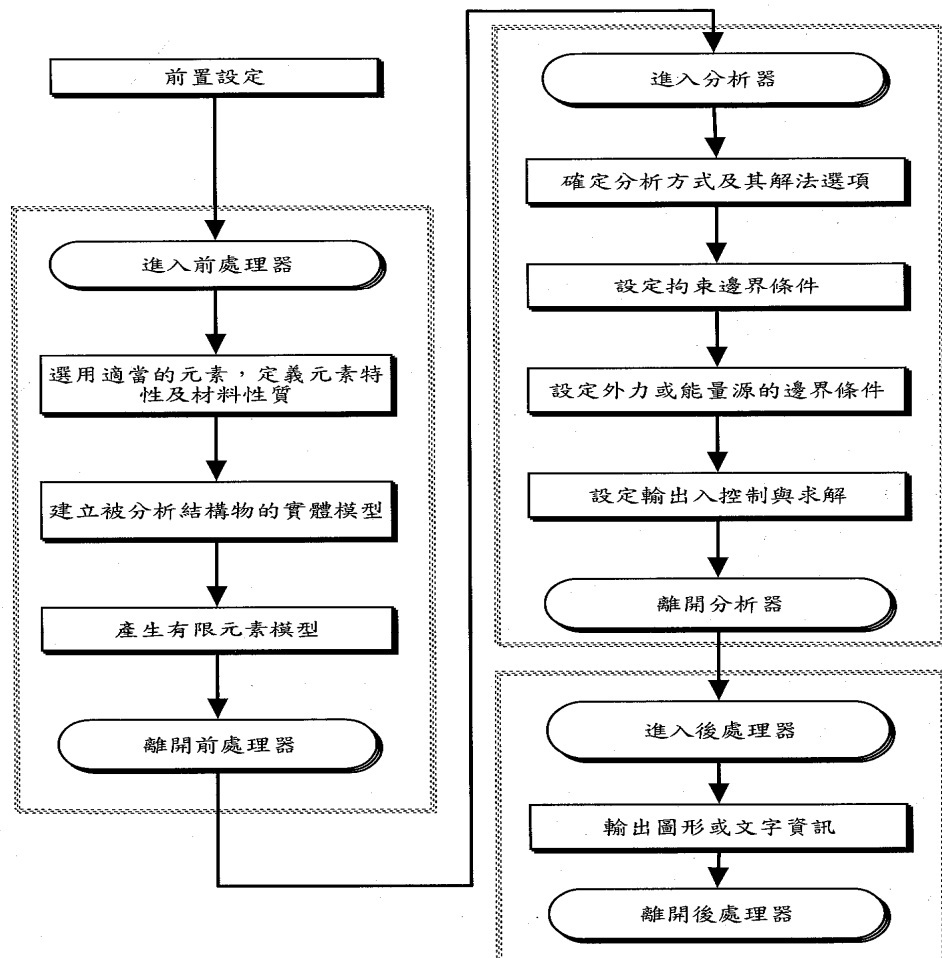 前置設定
進入前處理器
選用適當的元素，定義元素特
性及材料性質
建立被分析結構物的實體模型
產生有限元素模型
離開前處理器
進入分析器
確定分析方式及其解法選項
設定拘束邊界條件
設定外力或能量源的邊界條件
設定輸出入控制與求解
離開分析器
進入後處理器
輸出圖形或文字資訊
離開後處理器